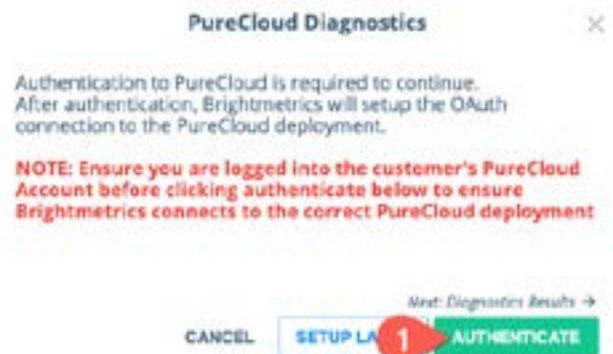 PureCloud Diagnostics
Authentication to PureCloud is required to continue.
After authentication, Brightmetrics will setup the OAuth
connection to the PureCloud deployment.
NOTE: Ensure you are logged into the customer's PureCloud
Account before clicking authenticate below to ensure
Brightmetrics connects to the correct PureCloud deployment
Next: Diagnostics Results →
CANCEL SETUP LA 1 AUTHENTICATE